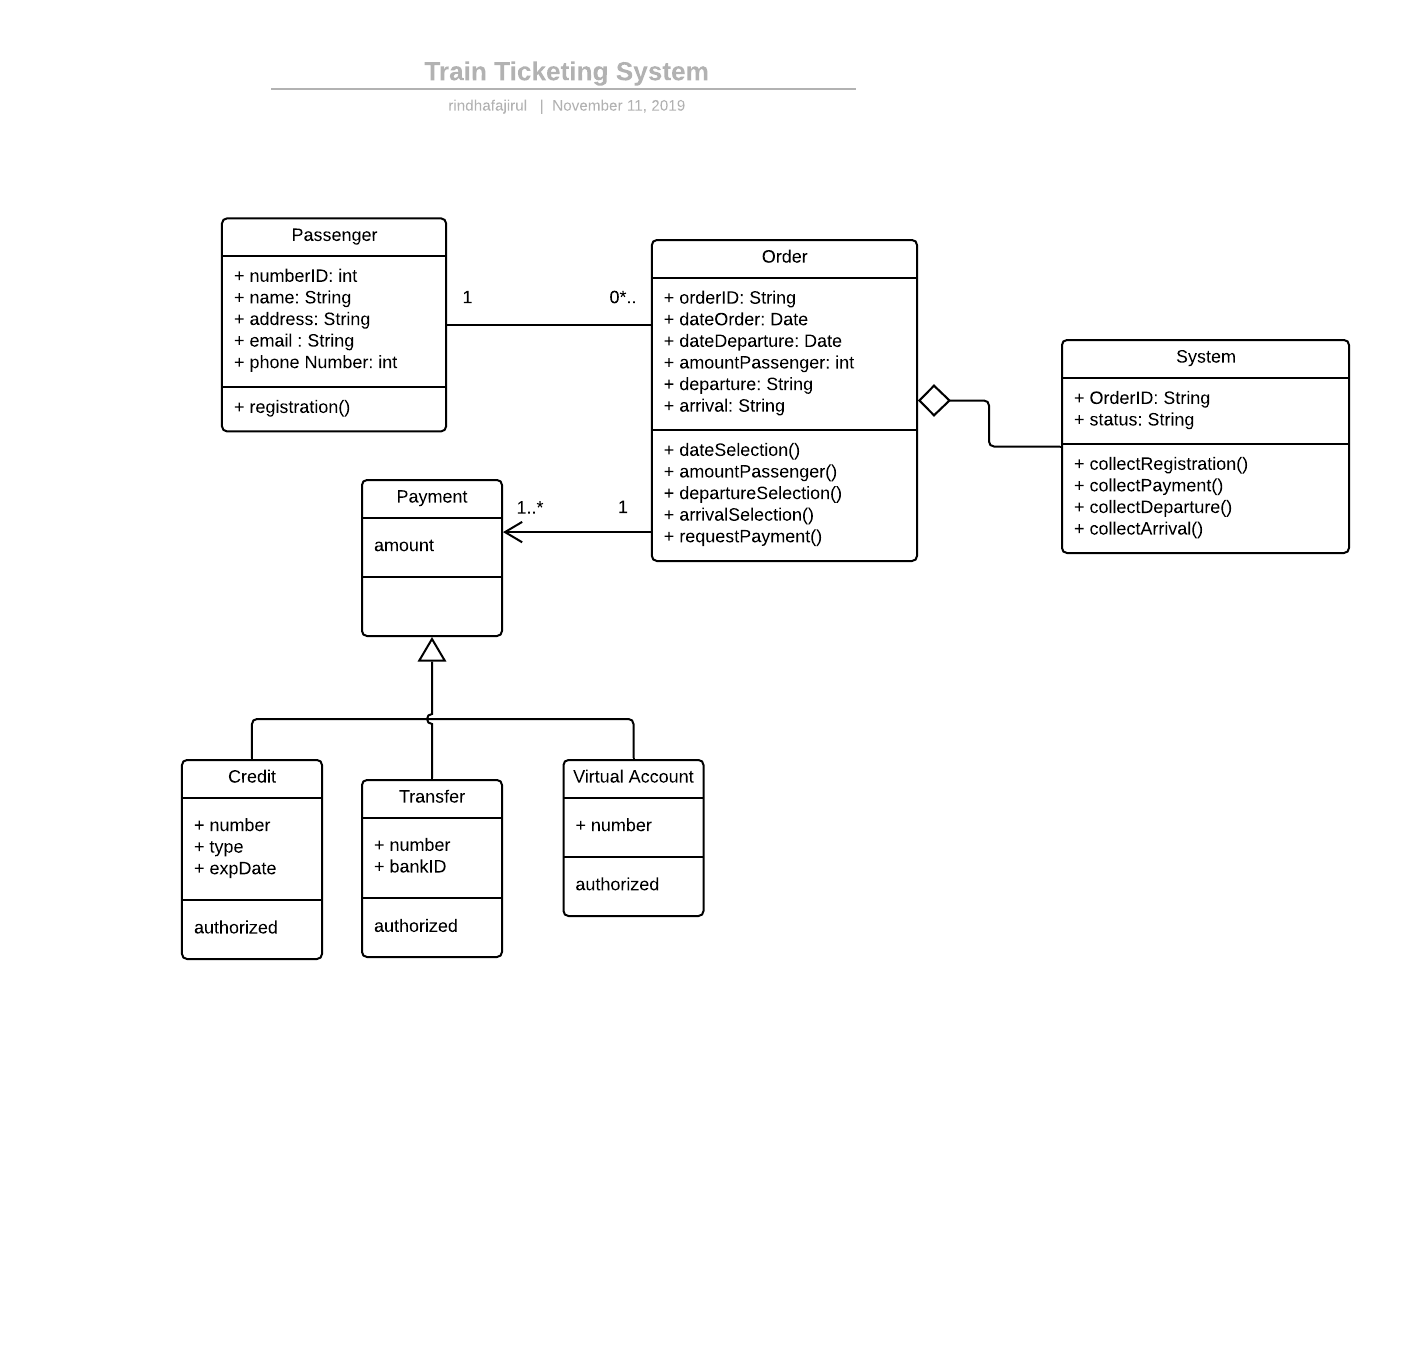 Train Ticketing System
rindhafajirul | November 11, 2019
Passenger
+ numberID: int
+ name: String
+ address: String
+ email : String
+ phone Number: int
+ registration()
1
0*..
Order
+ orderID: String
+ dateOrder: Date
+ dateDeparture: Date
+ amountPassenger: int
+ departure: String
+ arrival: String
+ dateSelection()
+ amountPassenger()
+ departureSelection()
+ arrivalSelection()
+ requestPayment()
System
+ OrderID: String
+ status: String
+ collectRegistration()
+ collectPayment()
+ collectDeparture()
+ collectArrival()
Payment
amount
1..*
1
Credit
+ number
+ type
+ expDate
authorized
Transfer
+ number
+ bankID
authorized
Virtual Account
+ number
authorized